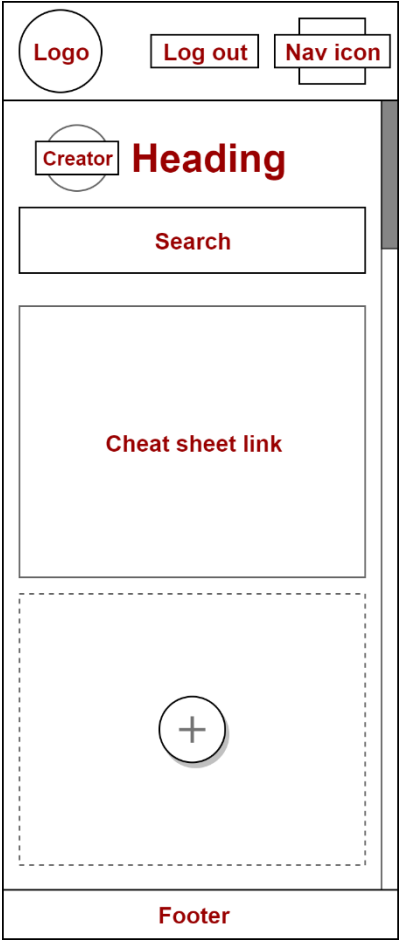 Logo
Log out
Nav icon
Creator
Heading
Search
Cheat sheet link
+
Footer